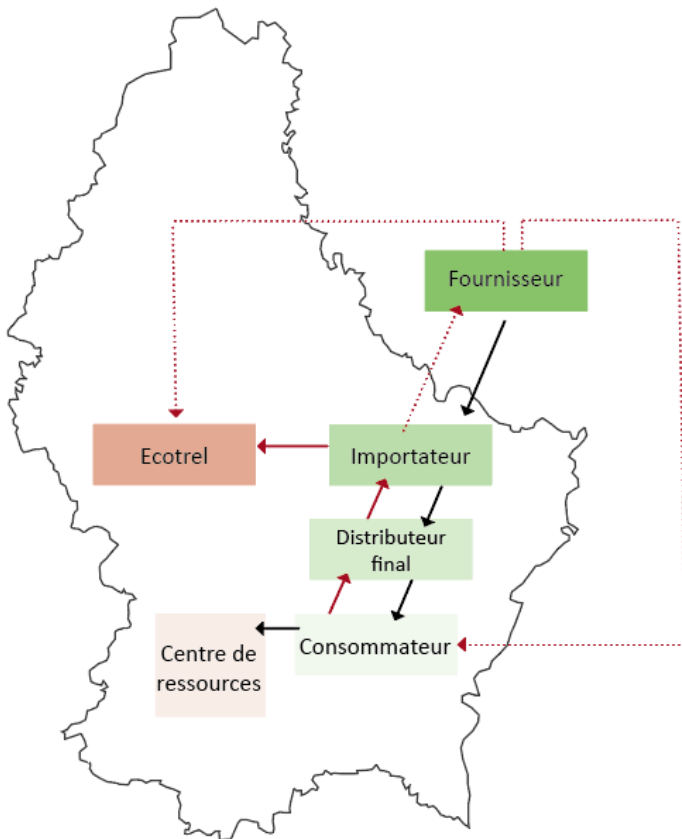 Fournisseur
Ecotrel
Importateur
Distributeur
final
Consommateur
Centre de
ressources